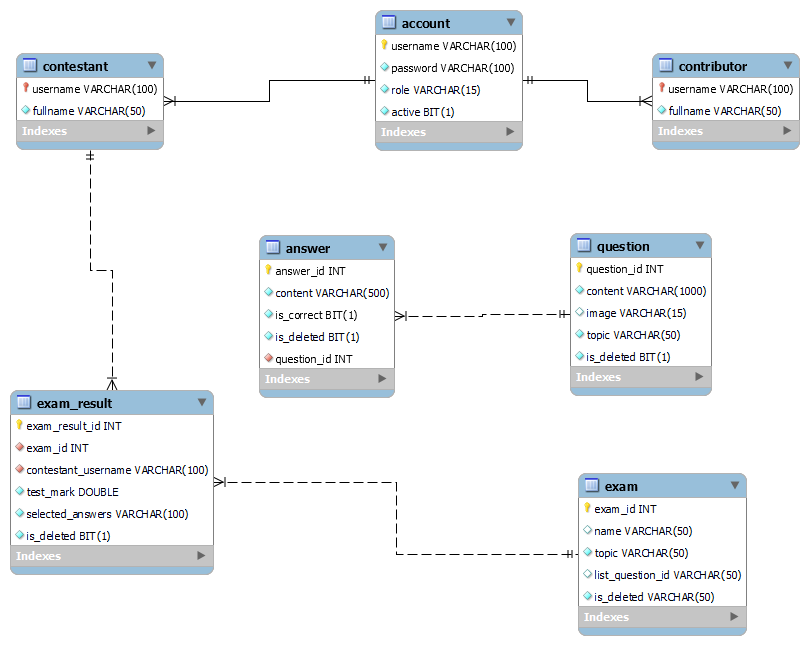 account
username VARCHAR(100)
password VARCHAR(100)
role VARCHAR(15)
active BIT(1)
Indexes
contestant
username VARCHAR(100)
fullname VARCHAR(50)
Indexes
contributor
username VARCHAR(100)
fullname VARCHAR(50)
Indexes
answer
answer_id INT
content VARCHAR(500)
is_correct BIT(1)
is_deleted BIT(1)
question_id INT
Indexes
question
question_id INT
content VARCHAR(1000)
image VARCHAR(15)
topic VARCHAR(50)
is_deleted BIT(1)
Indexes
exam_result
exam_result_id INT
exam_id INT
contestant_username VARCHAR(100)
test_mark DOUBLE
selected_answers VARCHAR(100)
is_deleted BIT(1)
Indexes
exam
exam_id INT
name VARCHAR(50)
topic VARCHAR(50)
list_question_id VARCHAR(50)
is_deleted VARCHAR(50)
Indexes